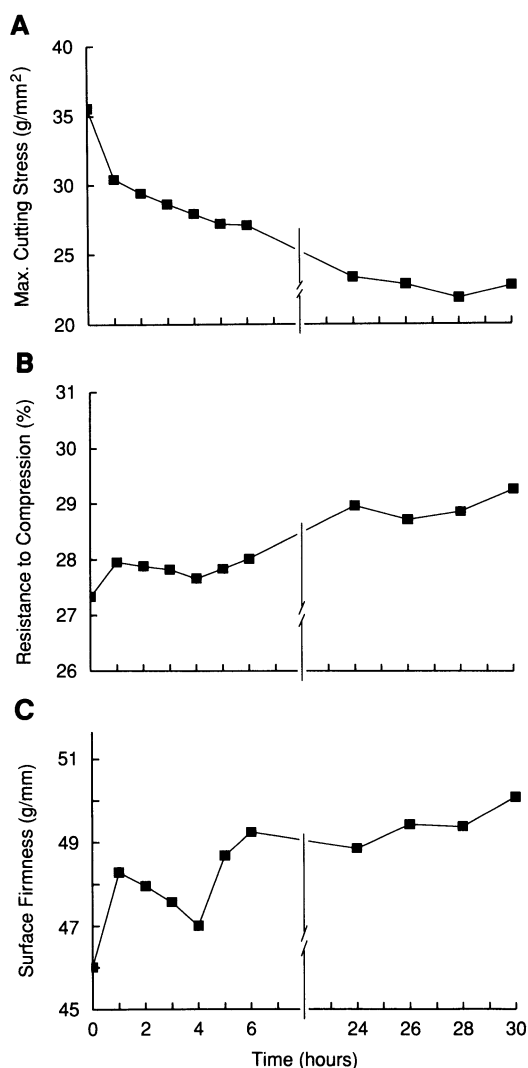 A
Max. Cutting Stress (g/mm²)
40
35
30
25
20
B
Resistance to Compression (%)
31
30
29
28
27
26
C
Surface Firmness (g/mm)
51
49
47
45
0 2 4 6 24 26 28 30
Time (hours)